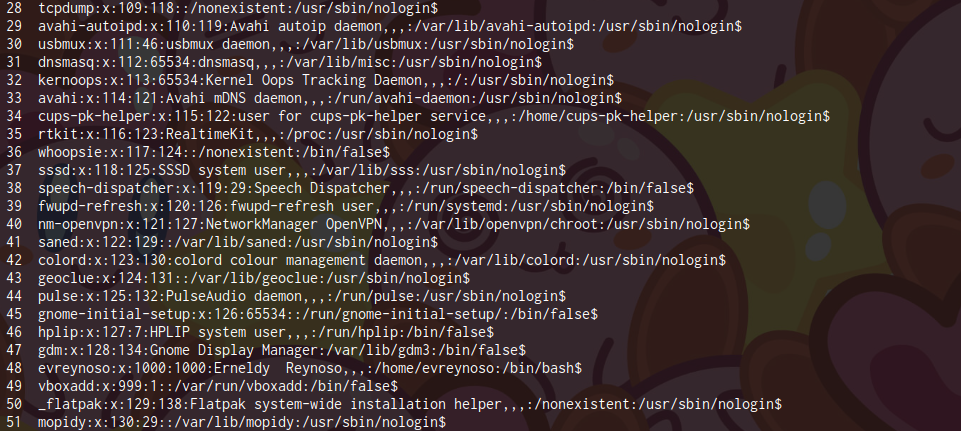 28  tcpdump:x:109:118::/nonexistent:/usr/sbin/nologin$
29  avahi-autoipd:x:110:119:Avahi autoip daemon,,,:/var/lib/avahi-autoipd:/usr/sbin/nologin$
30  usbmux:x:111:46:usbmux daemon,,,:/var/lib/usbmux:/usr/sbin/nologin$
31  dnsmasq:x:112:65534:dnsmasq,,,:/var/lib/misc:/usr/sbin/nologin$
32  kernoops:x:113:65534:Kernel Oops Tracking Daemon,,,:/:/usr/sbin/nologin$
33  avahi:x:114:121:Avahi mDNS daemon,,,:/run/avahi-daemon:/usr/sbin/nologin$
34  cups-pk-helper:x:115:122:user for cups-pk-helper service,,,:/home/cups-pk-helper:/usr/sbin/nologin$
35  rtkit:x:116:123:RealtimeKit,,,:/proc:/usr/sbin/nologin$
36  whoopsie:x:117:124::/nonexistent:/bin/false$
37  sssd:x:118:125:SSSD system user,,,:/var/lib/sss:/usr/sbin/nologin$
38  speech-dispatcher:x:119:29:Speech Dispatcher,,,:/run/speech-dispatcher:/bin/false$
39  fwupd-refresh:x:120:126:fwupd-refresh user,,,:/run/systemd:/usr/sbin/nologin$
40  nm-openvpn:x:121:127:NetworkManager OpenVPN,,,:/var/lib/openvpn/chroot:/usr/sbin/nologin$
41  saned:x:122:129::/var/lib/saned:/usr/sbin/nologin$
42  colord:x:123:130:colord colour management daemon,,,:/var/lib/colord:/usr/sbin/nologin$
43  geoclue:x:124:131::/var/lib/geoclue:/usr/sbin/nologin$
44  pulse:x:125:132:PulseAudio daemon,,,:/run/pulse:/usr/sbin/nologin$
45  gnome-initial-setup:x:126:65534::/run/gnome-initial-setup/:/bin/false$
46  hplip:x:127:7:HPLIP system user,,,:/run/hplip:/bin/false$
47  gdm:x:128:134:Gnome Display Manager:/var/lib/gdm3:/bin/false$
48  evreynoso:x:1000:1000:Erneldy  Reynoso,,,:/home/evreynoso:/bin/bash$
49  vboxadd:x:999:1::/var/run/vboxadd:/bin/false$
50  _flatpak:x:129:138:Flatpak system-wide installation helper,,,:/nonexistent:/usr/sbin/nologin$
51  mopidy:x:130:29::/var/lib/mopidy:/usr/sbin/nologin$